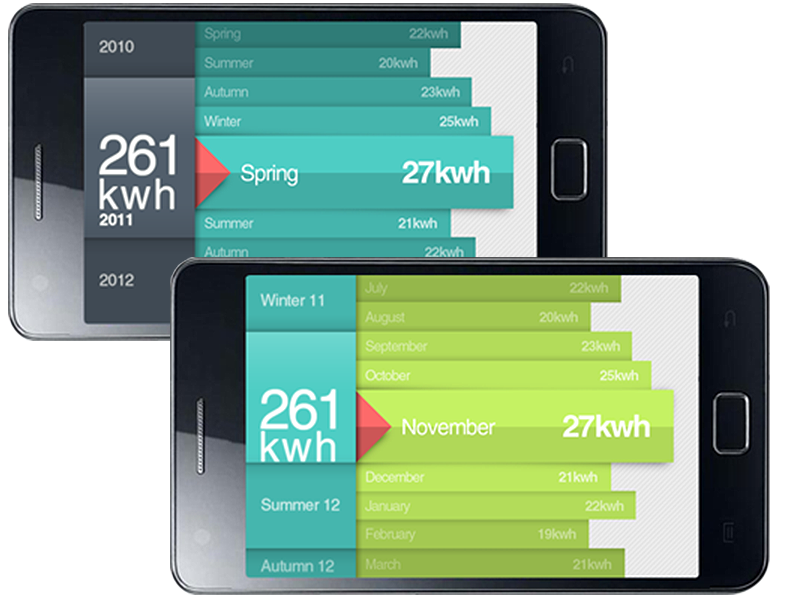 2010
261
kwh
2011
2012
Spring 22kwh
Summer 20kwh
Autumn 23kwh
Winter 25kwh
Spring 27kwh
Summer 21kwh
Autumn 22kwh
Winter 11
261
kwh
Summer 12
Autumn 12
July 22kwh
August 20kwh
September 23kwh
October 25kwh
November 27kwh
December 21kwh
January 22kwh
February 19kwh
March 21kwh